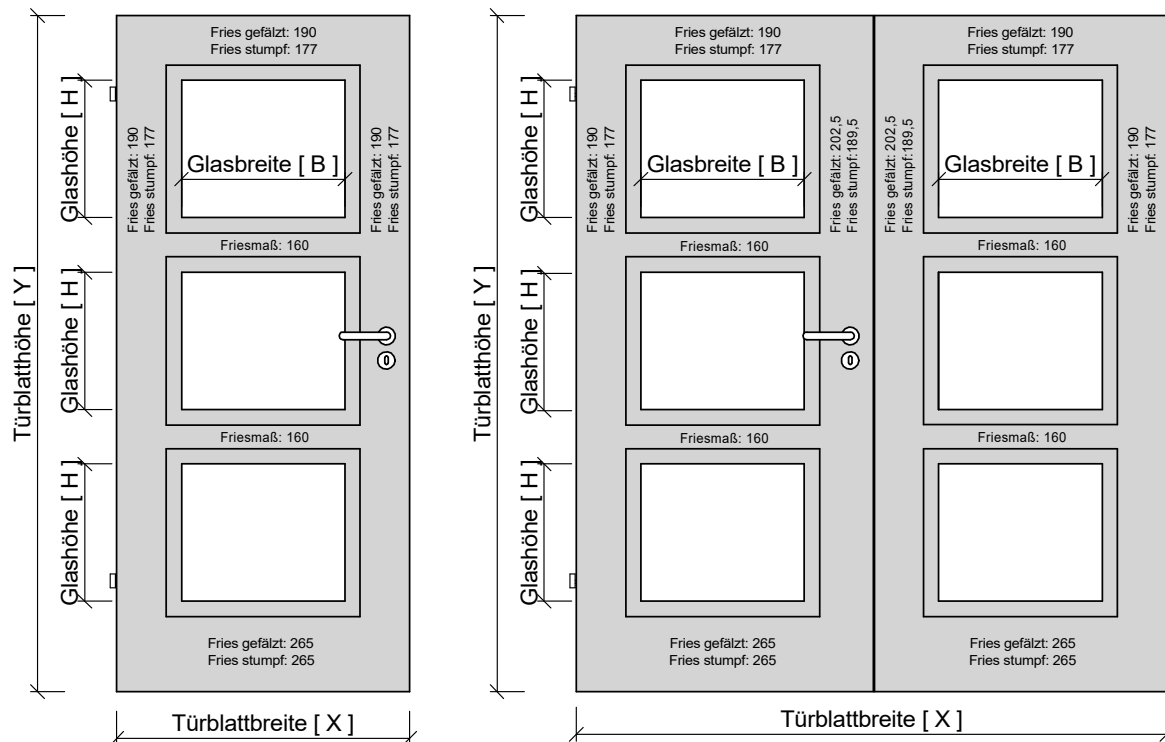 Fries gefälzt: 190
Fries stumpf: 177
Glashöhe [ H ]
Fries gefälzt: 190
Fries stumpf: 177
Glasbreite [ B ]
Fries gefälzt: 190
Fries stumpf: 177
Friesmaß: 160
Türblatthöhe [ Y ]
Glashöhe [ H ]
Friesmaß: 160
Glashöhe [ H ]
Fries gefälzt: 265
Fries stumpf: 265
Türblattbreite [ X ]
Fries gefälzt: 190
Fries stumpf: 177
Fries gefälzt: 190
Fries stumpf: 177
Glashöhe [ H ]
Fries gefälzt: 190
Fries stumpf: 177
Glasbreite [ B ]
Fries gefälzt: 202,5
Fries stumpf:189,5
Fries gefälzt: 202,5
Fries stumpf:189,5
Glasbreite [ B ]
Fries gefälzt: 190
Fries stumpf: 177
Friesmaß: 160
Friesmaß: 160
Türblatthöhe [ Y ]
Glashöhe [ H ]
Friesmaß: 160
Friesmaß: 160
Glashöhe [ H ]
Fries gefälzt: 265
Fries stumpf: 265
Fries gefälzt: 265
Fries stumpf: 265
Türblattbreite [ X ]